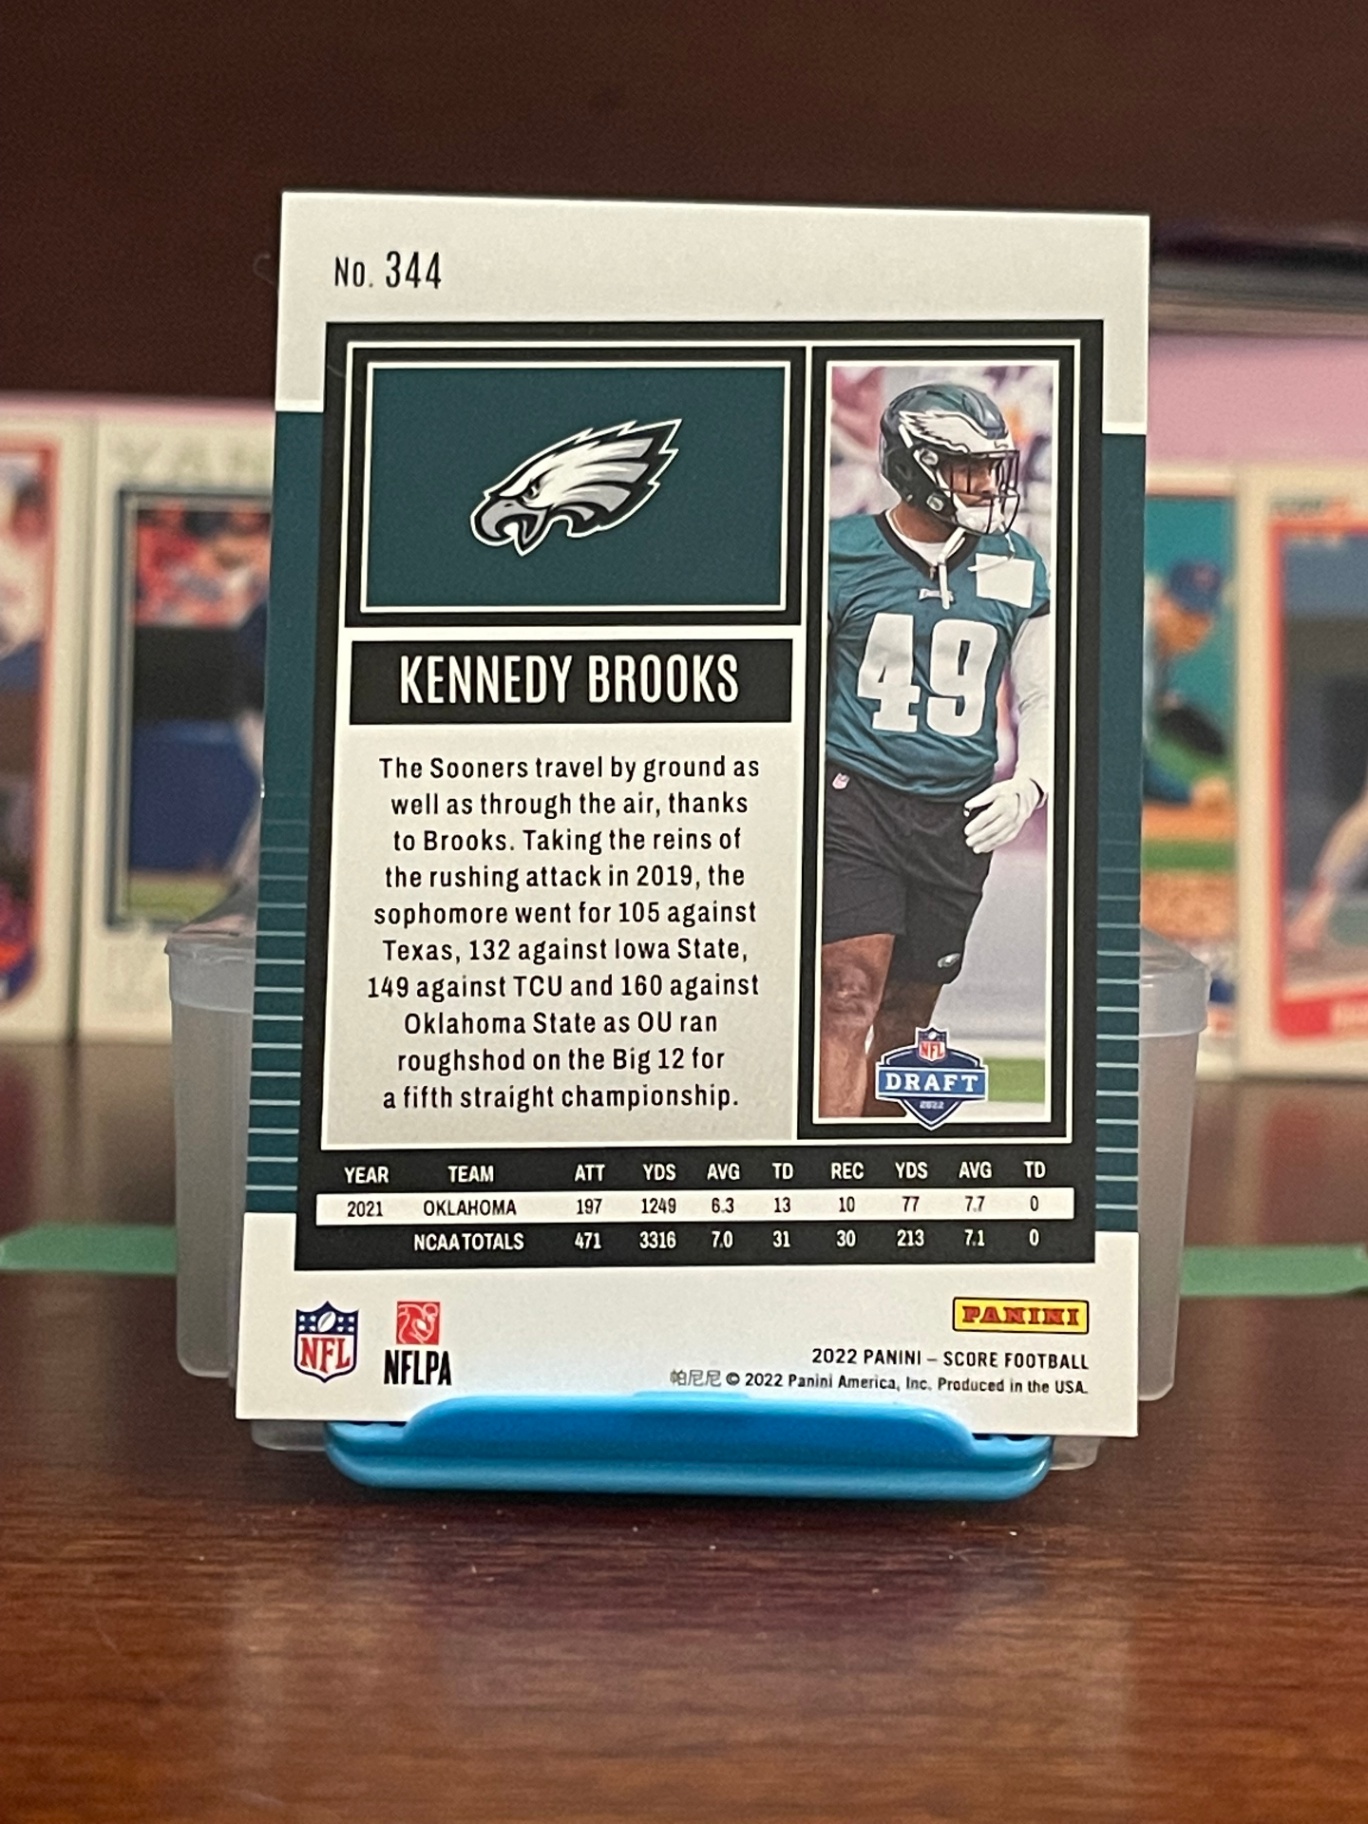 No. 344
KENNEDY BROOKS
The Sooners travel by ground as
well as through the air, thanks
to Brooks. Taking the reins of
the rushing attack in 2019, the
sophomore went for 105 against
Texas, 132 against Iowa State,
149 against TCU and 160 against
Oklahoma State as OU ran
roughshod on the Big 12 for
a fifth straight championship.
49
NFL
DRAFT
2022
YEAR TEAM ATT YDS AVG TD REC YDS AVG TD
2021 OKLAHOMA 197 1249 6.3 13 10 77 7.7 0
NCAA TOTALS 471 3316 7.0 31 30 213 7.1 0
NFL
NFLPA
PANINI
2022 PANINI – SCORE FOOTBALL
帕尼尼 © 2022 Panini America, Inc. Produced in the USA.